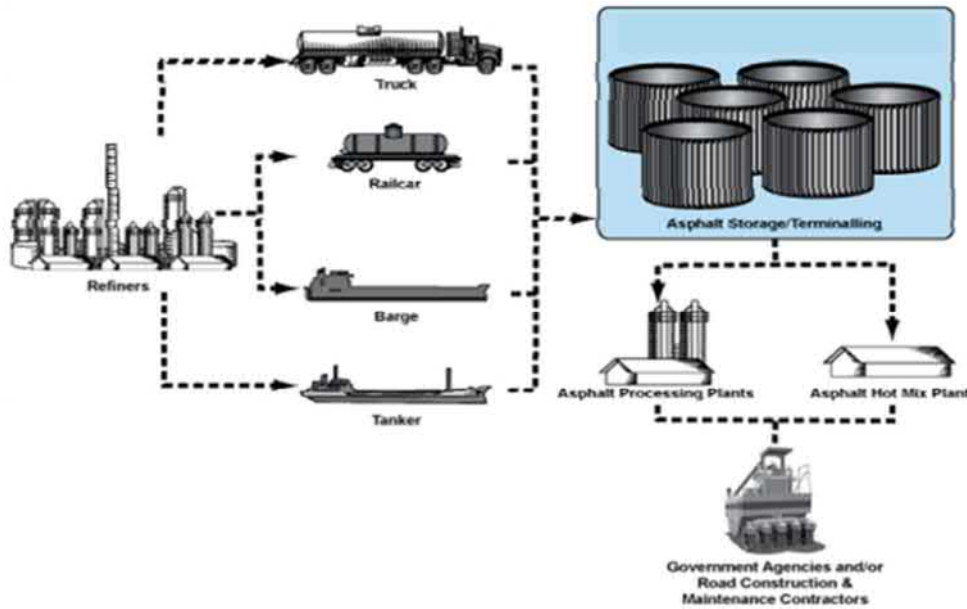 Truck
Railcar
Refiners
Barge
Tanker
Asphalt Storage/Terminalling
Asphalt Processing Plants
Asphalt Hot Mix Plant
Government Agencies and/or
Road Construction &
Maintenance Contractors